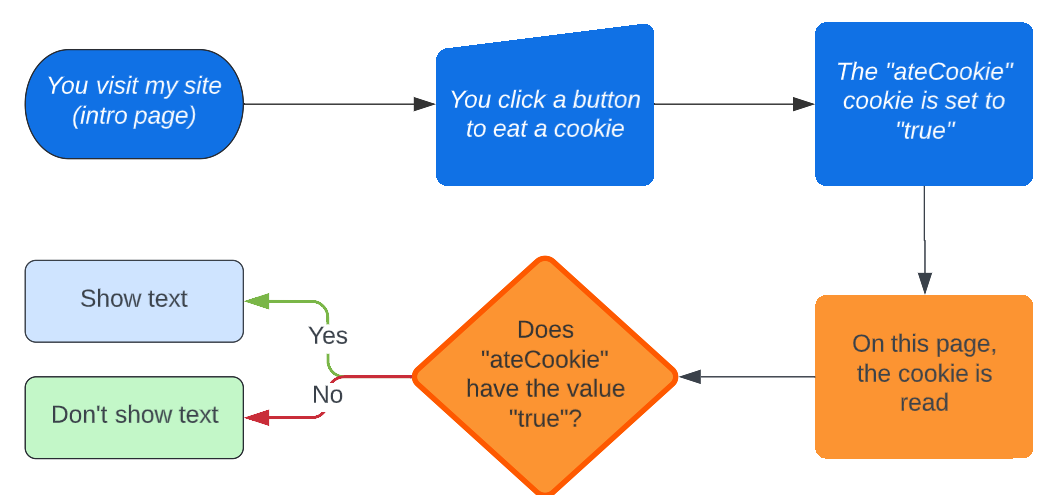 You visit my site
(intro page)
You click a button
to eat a cookie
The "ateCookie"
cookie is set to
"true"
On this page,
the cookie is
read
Does
"ateCookie"
have the value
"true"?
Yes
Show text
No
Don't show text